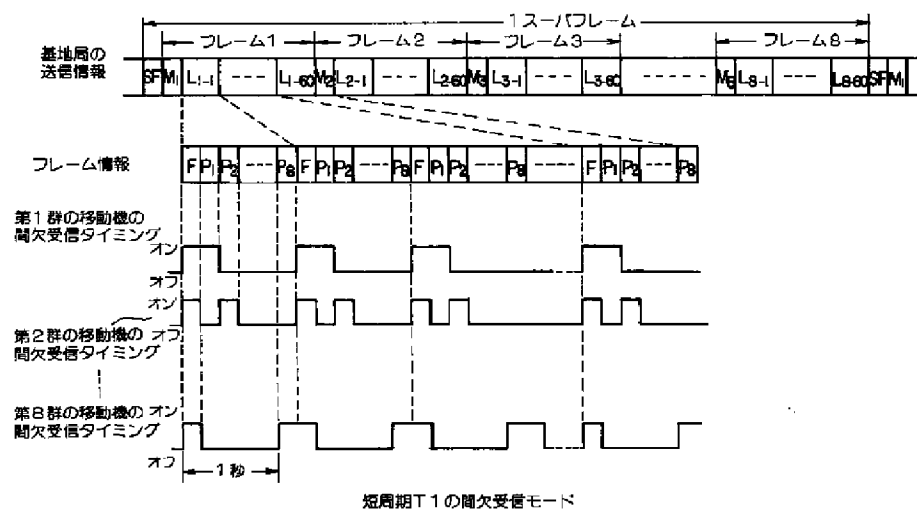 1スーパフレーム
フレーム1 フレーム2 フレーム3 フレーム8
基地局の
送信情報
SF M1 L1-1 ---- L1-60 M2 L2-1 ---- L2-60 M3 L3-1 ---- L3-60 M8 L8-1 ---- L8-60 SF M1
フレーム情報
F P1 P2 ---- P8 F P1 P2 ---- P8 F P1 P2 ---- P8 ---- F P1 P2 ---- P8
第1群の移動機の
間欠受信タイミング
オン
オフ
オン
第2群の移動機の
間欠受信タイミング
オフ
第8群の移動機の
間欠受信タイミング
オン
オフ
1秒
短周期T1の間欠受信モード